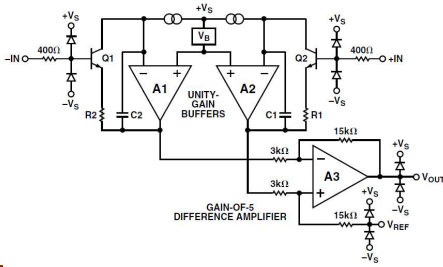 +VS
+VS
VB
+VS
400Ω
–IN
Q1
Q2
400Ω
+IN
–VS
–VS
– +
A1
+ –
A2
UNITY-
GAIN
BUFFERS
R2
C2
C1
R1
15kΩ
3kΩ
–
A3
+
+VS
VOUT
–VS
3kΩ
15kΩ
+VS
VREF
–VS
GAIN-OF-5
DIFFERENCE AMPLIFIER